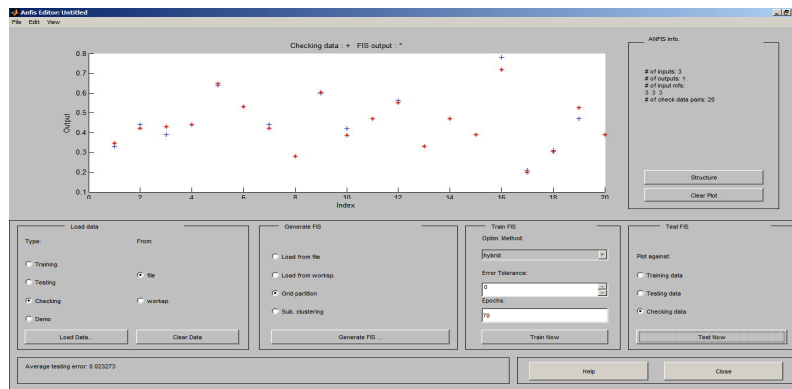 Anfis Editor: Untitled
File Edit View
Checking data : + FIS output : *
0.8
0.7
0.6
0.5
0.4
0.3
0.2
0.1
Output
0 2 4 6 8 10 12 14 16 18 20
Index
ANFIS Info.
# of inputs: 3
# of outputs: 1
# of input mfs:
3 3 3
# of check data pairs: 20
Structure
Clear Plot
Load data
Type:
From:
Training
Testing
Checking
Demo
file
worksp.
Load Data...
Clear Data
Generate FIS
Load from file
Load from worksp.
Grid partition
Sub. clustering
Generate FIS ...
Train FIS
Optim. Method:
hybrid
Error Tolerance:
0
Epochs:
70
Train Now
Test FIS
Plot against:
Training data
Testing data
Checking data
Test Now
Average testing error: 0.023273
Help
Close